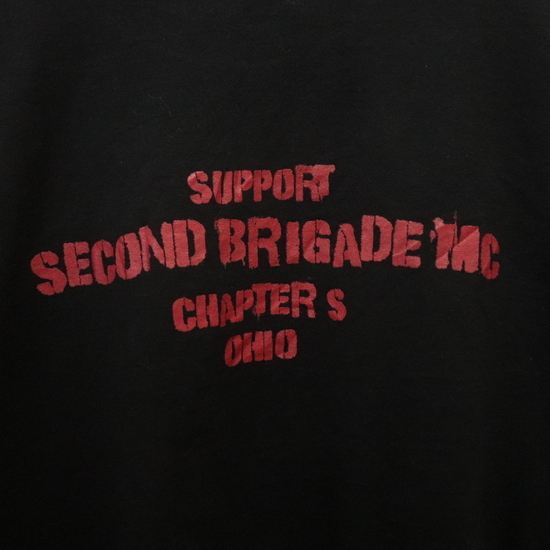 SUPPORT
SECOND BRIGADE MC
CHAPTER S
OHIO